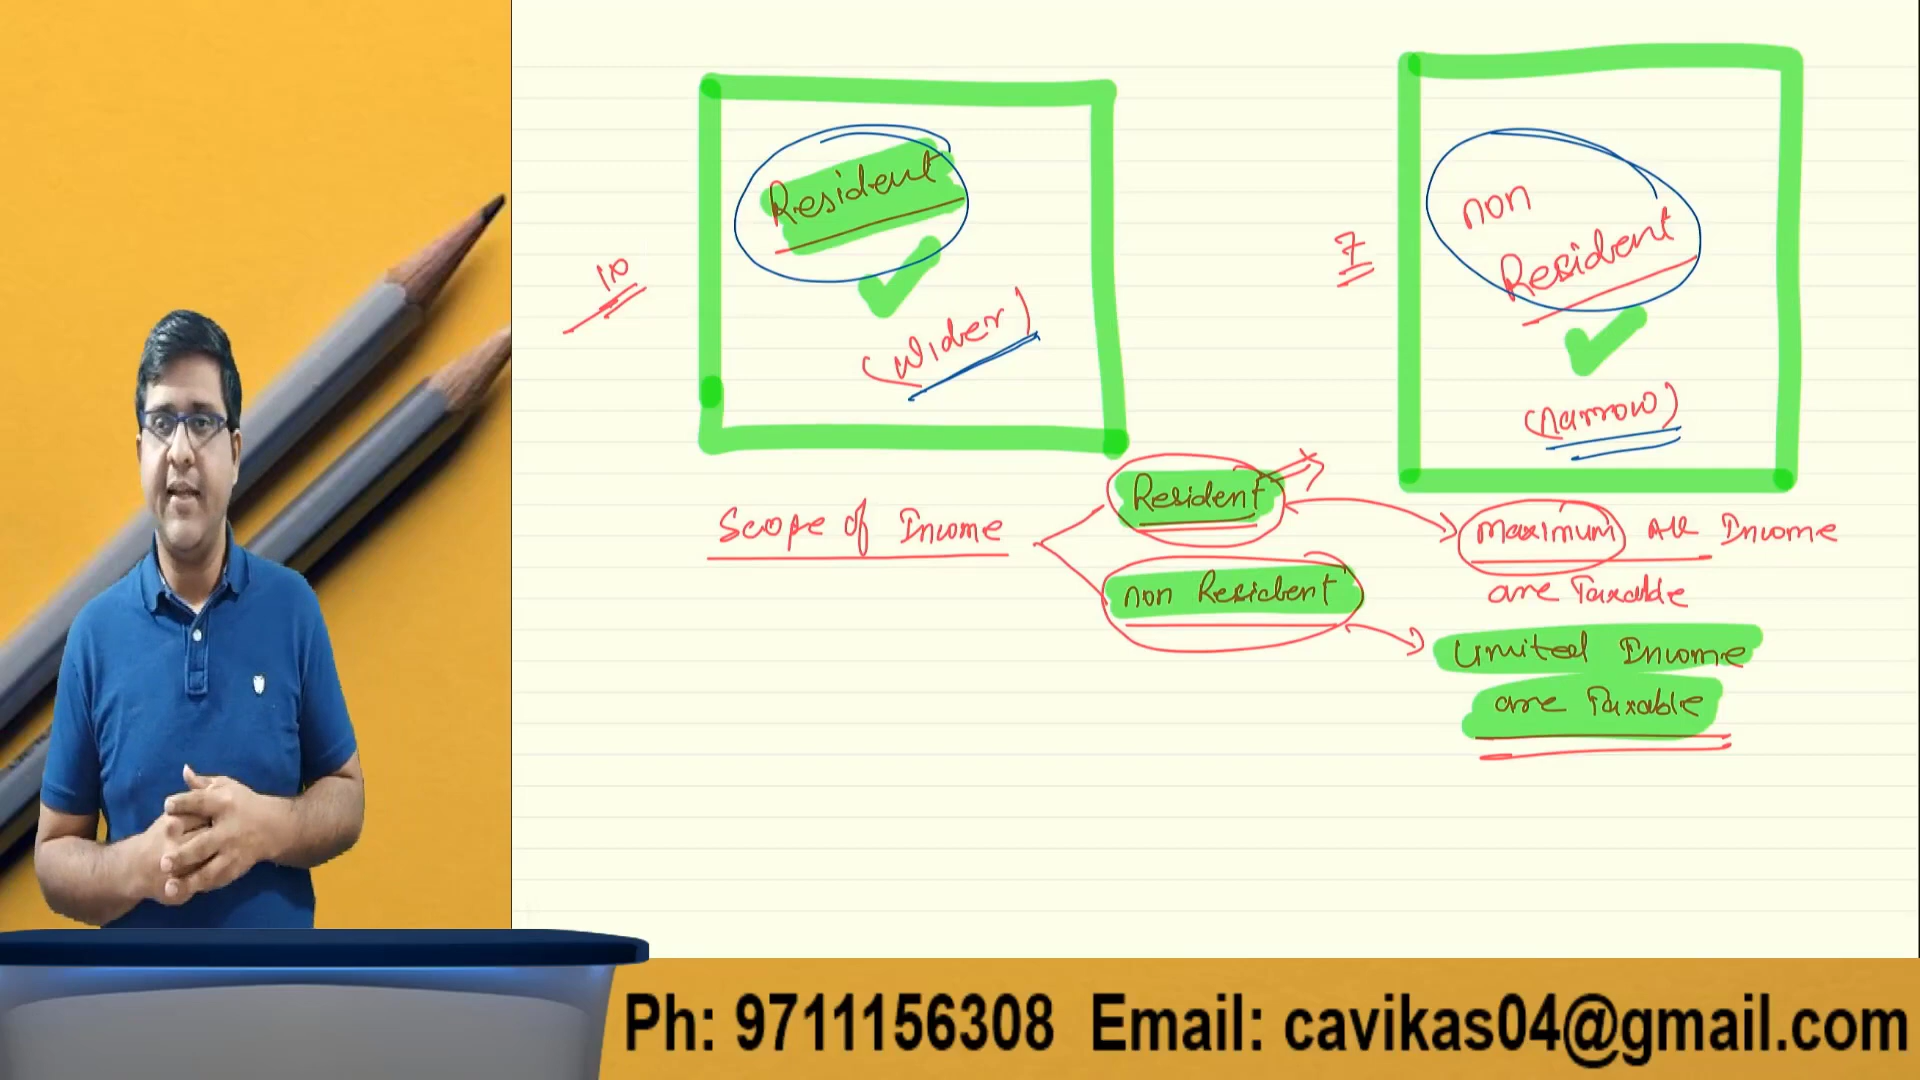 Resident
10
(Wider)
7
non
Resident
(narrow)
Scope of Income
Resident
non Resident
Maximum All Income
are Taxable
Limited Income
are Taxable
Ph: 9711156308 Email: cavikas04@gmail.com